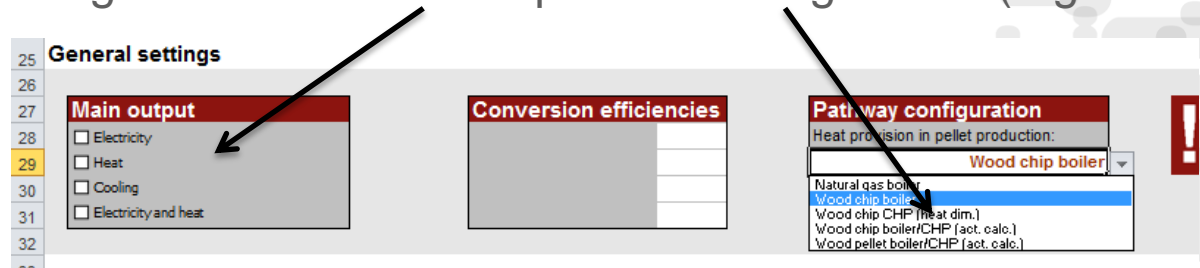 25 General settings
26
27 Main output Conversion efficiencies Pathway configuration
28 Electricity Heat provision in pellet production:
29 Heat Wood chip boiler
Natural gas boiler
30 Cooling Wood chip boiler
31 Electricity and heat Wood chip CHP (heat dim.)
Wood chip boiler/CHP (act. calc.)
32 Wood pellet boiler/CHP (act. calc.)
!